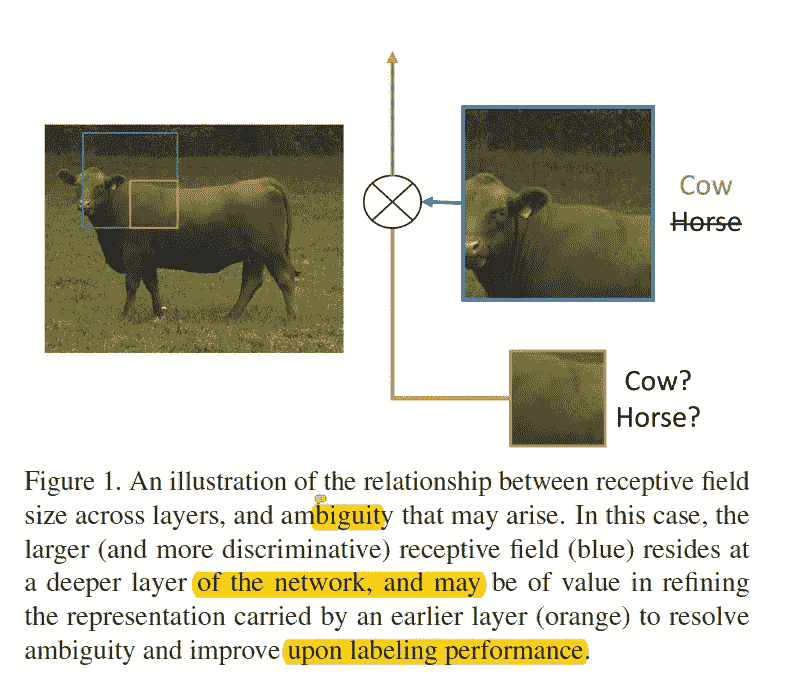 Cow
Horse
Cow?
Horse?
Figure 1. An illustration of the relationship between receptive field
size across layers, and ambiguity that may arise. In this case, the
larger (and more discriminative) receptive field (blue) resides at
a deeper layer of the network, and may be of value in refining
the representation carried by an earlier layer (orange) to resolve
ambiguity and improve upon labeling performance.